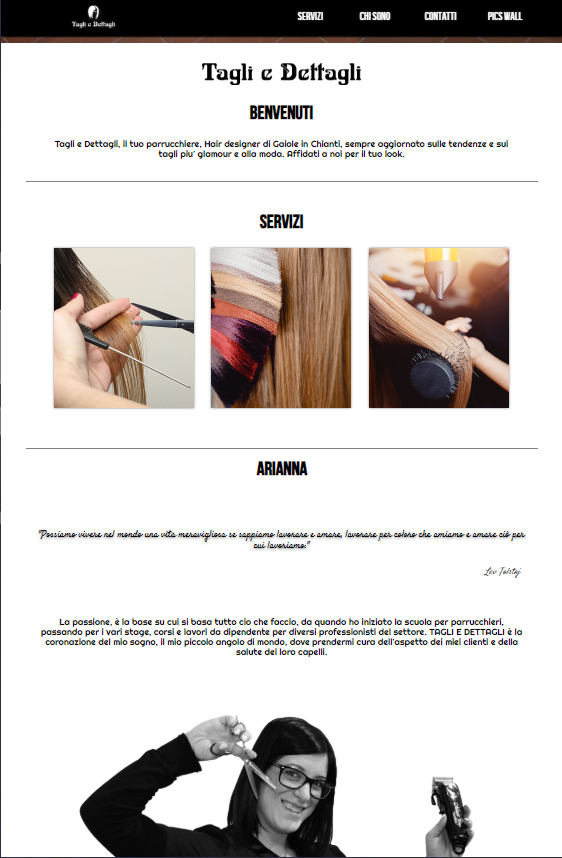 Tagli e Dettagli
SERVIZI
CHI SONO
CONTATTI
PICS WALL
Tagli e Dettagli
BENVENUTI
Tagli e Dettagli, il tuo parrucchiere, Hair designer di Gaiole in Chianti, sempre aggiornato sulle tendenze e sui
tagli piu' glamour e alla moda. Affidati a noi per il tuo look.
SERVIZI
ARIANNA
"Possiamo vivere nel mondo una vita meravigliosa se sappiamo lavorare e amare, lavorare per coloro che amiamo e amare ciò per
cui lavoriamo."
Lev Tolstoj
La passione, è la base su cui si basa tutto cio che faccio, da quando ho iniziato la scuola per parrucchieri,
passando per i vari stage, corsi e lavori da dipendente per diversi professionisti del settore. TAGLI E DETTAGLI è la
coronazione del mio sogno, il mio piccolo angolo di mondo, dove prendermi cura dell'aspetto dei miei clienti e della
salute dei loro capelli.